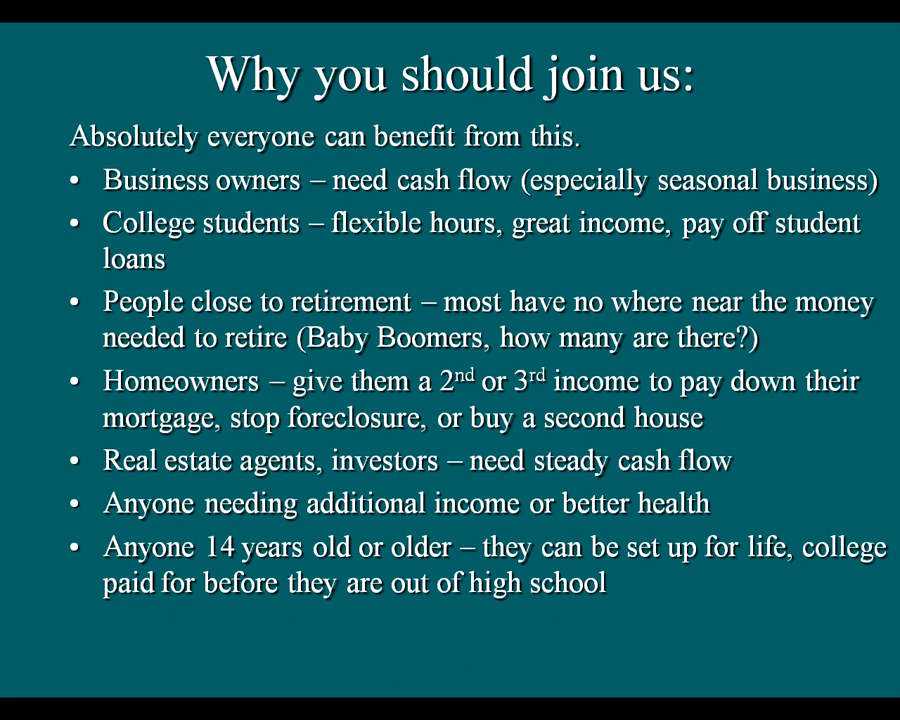 Why you should join us:
Absolutely everyone can benefit from this.
• Business owners – need cash flow (especially seasonal business)
• College students – flexible hours, great income, pay off student
loans
• People close to retirement – most have no where near the money
needed to retire (Baby Boomers, how many are there?)
• Homeowners – give them a 2nd or 3rd income to pay down their
mortgage, stop foreclosure, or buy a second house
• Real estate agents, investors – need steady cash flow
• Anyone needing additional income or better health
• Anyone 14 years old or older – they can be set up for life, college
paid for before they are out of high school